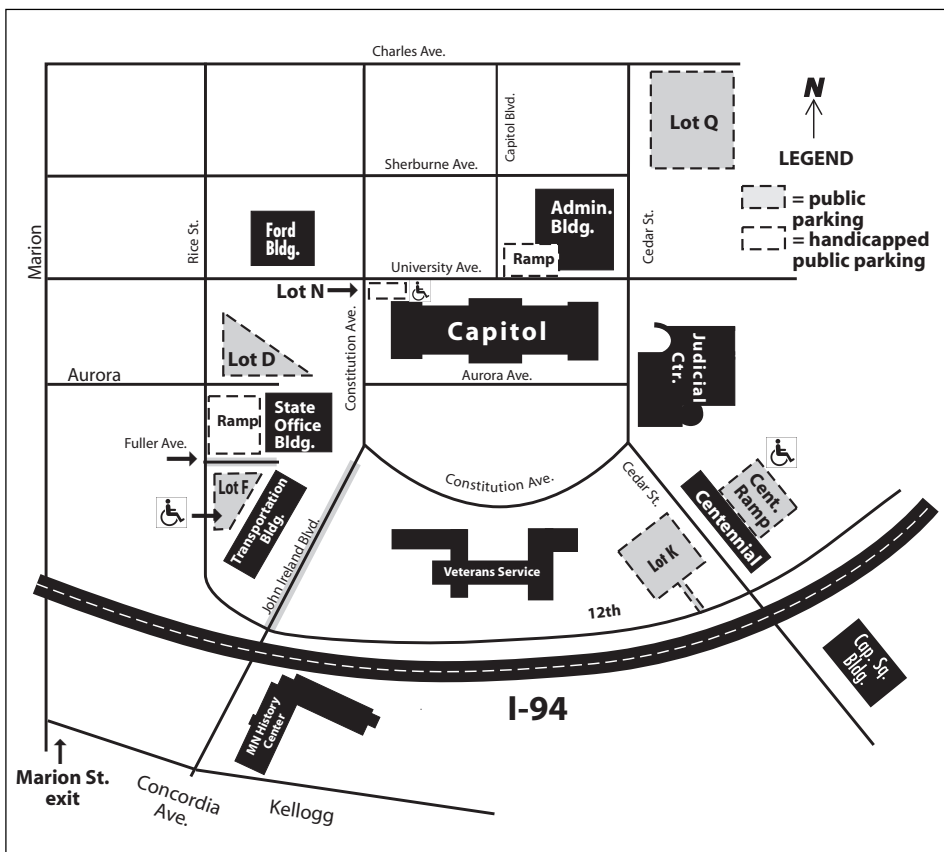 Charles Ave.
Capitol Blvd.
Lot Q
N
LEGEND
Sherburne Ave.
= public
parking
= handicapped
public parking
Marion
Rice St.
Ford
Bldg.
Admin.
Bldg.
Ramp
Cedar St.
University Ave.
Lot N
Constitution Ave.
Capitol
Judicial
Ctr.
Lot D
Aurora
Aurora Ave.
Ramp
State
Office
Bldg.
Fuller Ave.
Lot F
Transportation
Bldg.
John Ireland Blvd.
Constitution Ave.
Cedar St.
Centennial
Cent.
Ramp
Veterans Service
Lot K
12th
Cap. Sq.
Bldg.
I-94
MN History
Center
Marion St.
exit
Concordia
Ave.
Kellogg